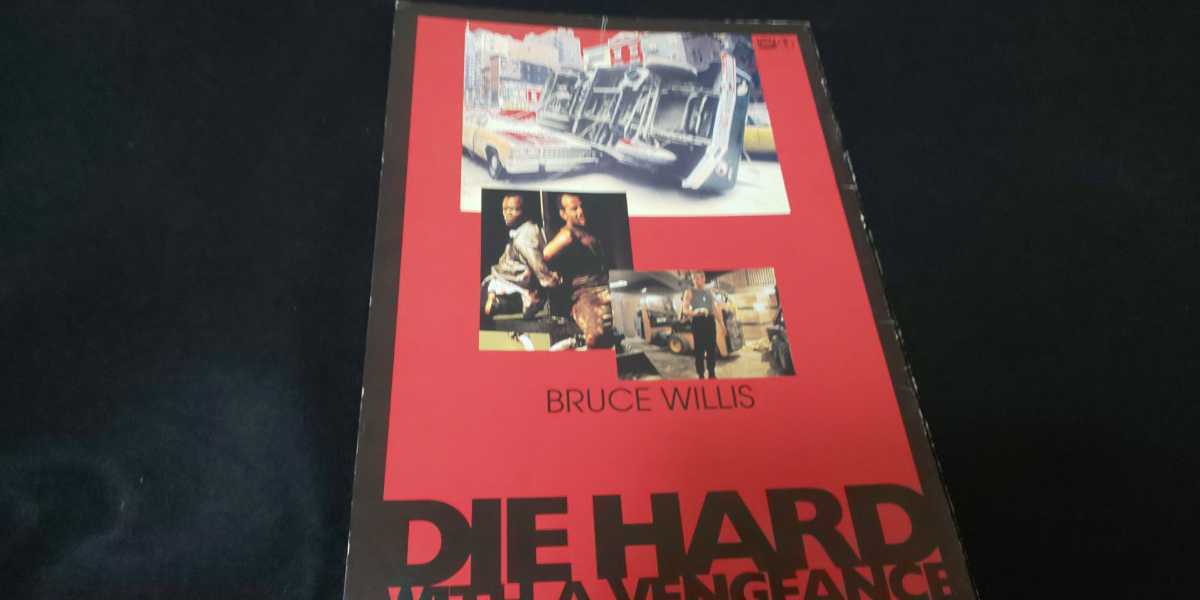 BRUCE WILLIS
DIE HARD
WITH A VENGEANCE